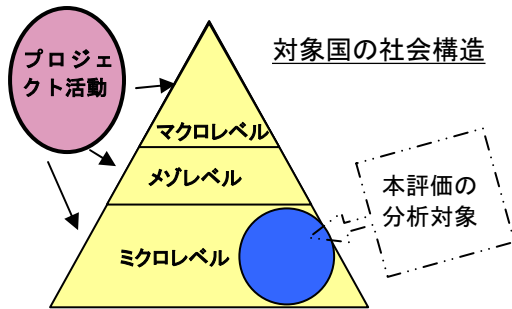 対象国の社会構造
プロジェ
クト活動
マクロレベル
メゾレベル
本評価の
分析対象
ミクロレベル